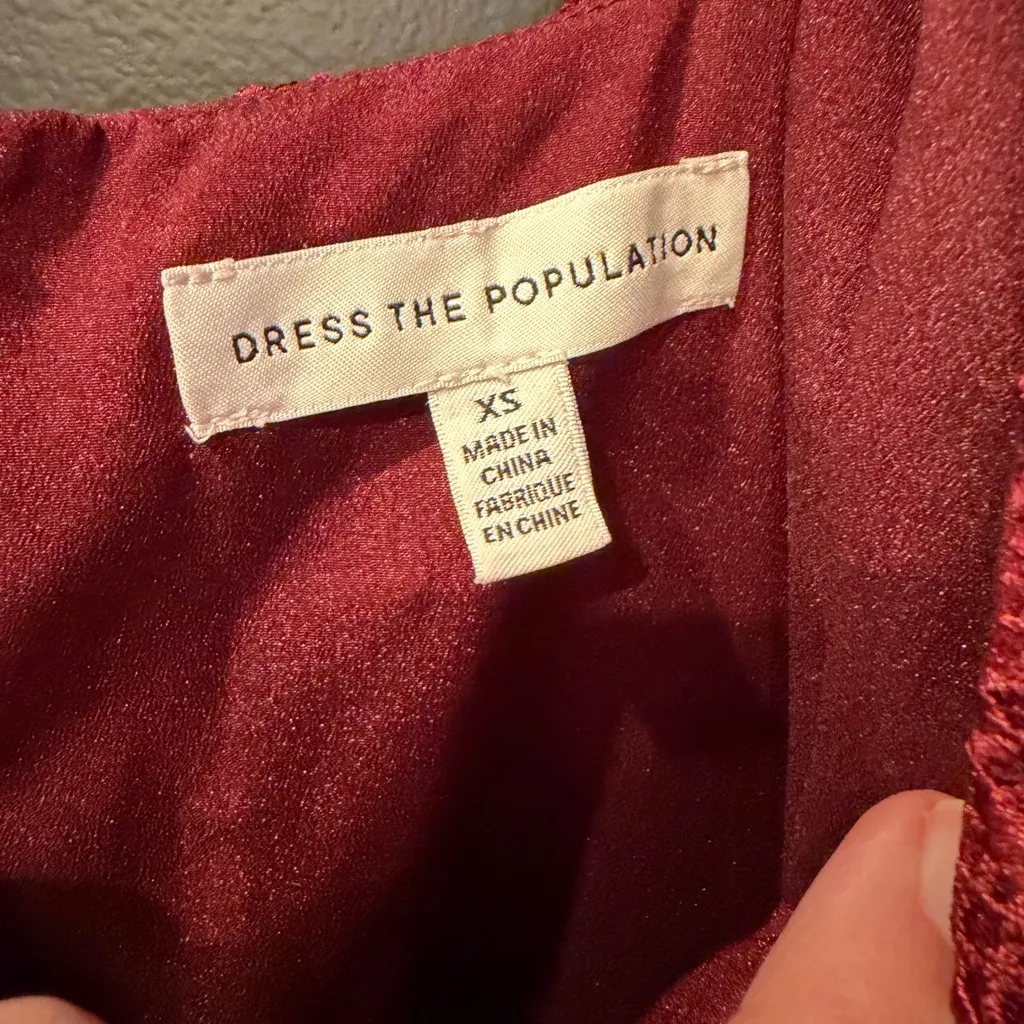 DRESS THE POPULATION
XS
MADE IN
CHINA
FABRIQUE
EN CHINE